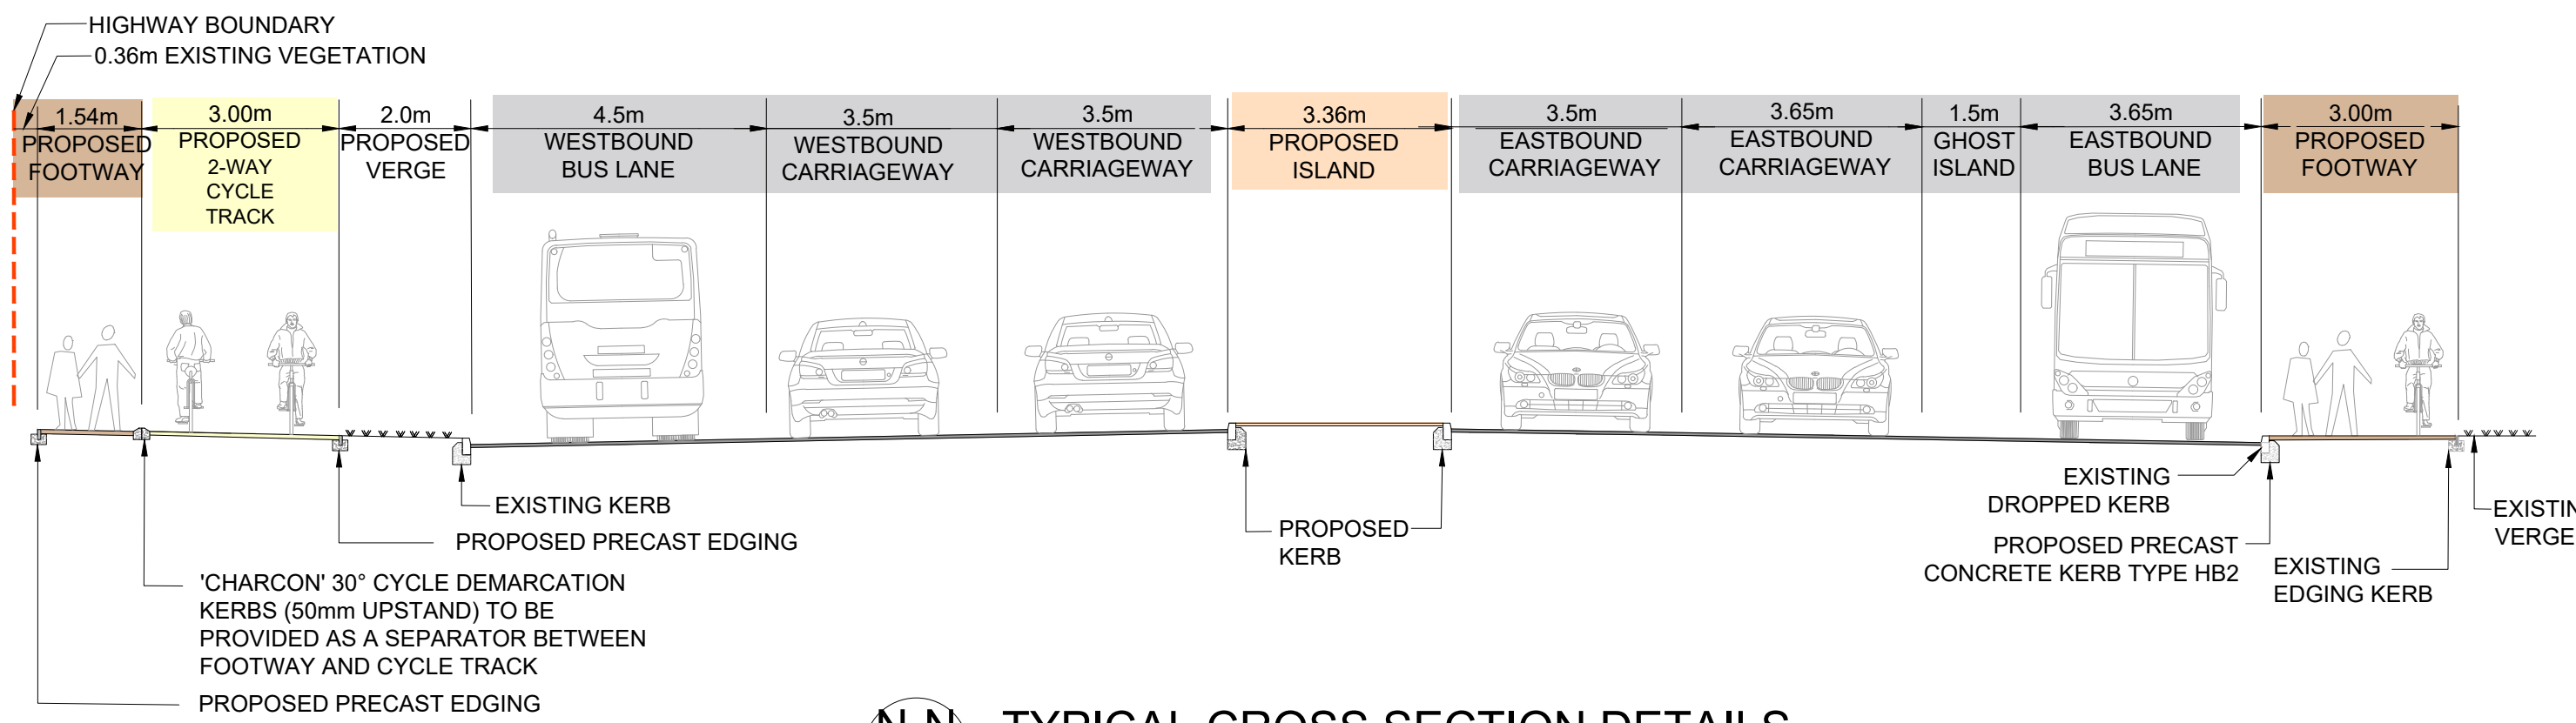 HIGHWAY BOUNDARY
0.36m EXISTING VEGETATION
1.54m
PROPOSED
FOOTWAY
3.00m
PROPOSED
2-WAY
CYCLE
TRACK
2.0m
PROPOSED
VERGE
4.5m
WESTBOUND
BUS LANE
3.5m
WESTBOUND
CARRIAGEWAY
3.5m
WESTBOUND
CARRIAGEWAY
3.36m
PROPOSED
ISLAND
3.5m
EASTBOUND
CARRIAGEWAY
3.65m
EASTBOUND
CARRIAGEWAY
1.5m
GHOST
ISLAND
3.65m
EASTBOUND
BUS LANE
3.00m
PROPOSED
FOOTWAY
EXISTING KERB
PROPOSED PRECAST EDGING
'CHARCON' 30° CYCLE DEMARCATION
KERBS (50mm UPSTAND) TO BE
PROVIDED AS A SEPARATOR BETWEEN
FOOTWAY AND CYCLE TRACK
PROPOSED PRECAST EDGING
PROPOSED
KERB
EXISTING
DROPPED KERB
PROPOSED PRECAST
CONCRETE KERB TYPE HB2
EXISTING
EDGING KERB
EXISTIN
VERGE
N-N TYPICAL CROSS SECTION DETAILS